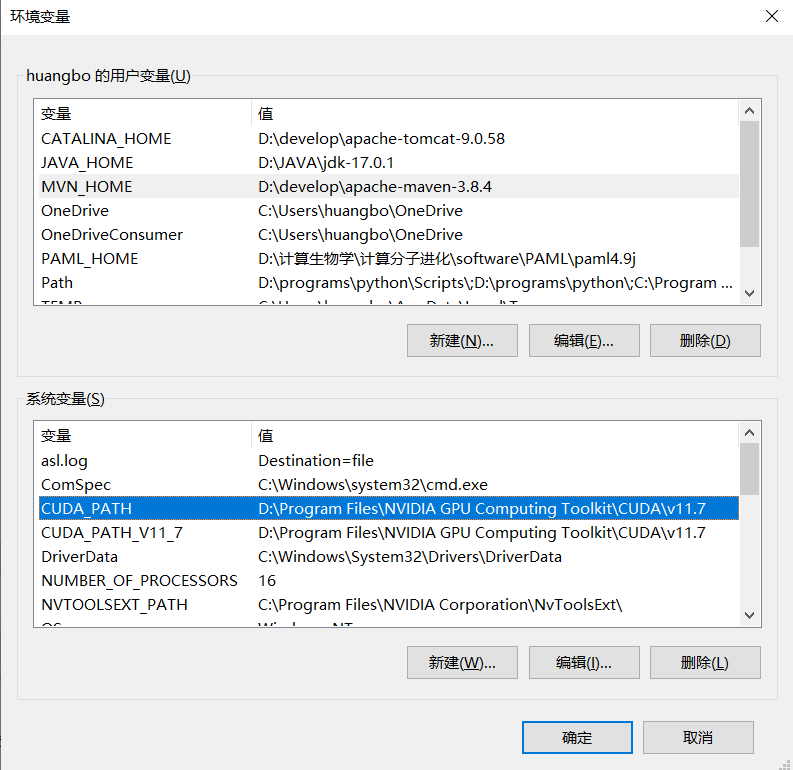 环境变量
huangbo 的用户变量(U)
变量 值
CATALINA_HOME D:\develop\apache-tomcat-9.0.58
JAVA_HOME D:\JAVA\jdk-17.0.1
MVN_HOME D:\develop\apache-maven-3.8.4
OneDrive C:\Users\huangbo\OneDrive
OneDriveConsumer C:\Users\huangbo\OneDrive
PAML_HOME D:\计算生物学\计算分子进化\software\PAML\paml4.9j
Path D:\programs\python\Scripts\;D:\programs\python\;C:\Program ...
新建(N)... 编辑(E)... 删除(D)
系统变量(S)
变量 值
asl.log Destination=file
ComSpec C:\Windows\system32\cmd.exe
CUDA_PATH D:\Program Files\NVIDIA GPU Computing Toolkit\CUDA\v11.7
CUDA_PATH_V11_7 D:\Program Files\NVIDIA GPU Computing Toolkit\CUDA\v11.7
DriverData C:\Windows\System32\Drivers\DriverData
NUMBER_OF_PROCESSORS 16
NVTOOLSEXT_PATH C:\Program Files\NVIDIA Corporation\NvToolsExt\
新建(W)... 编辑(I)... 删除(L)
确定 取消